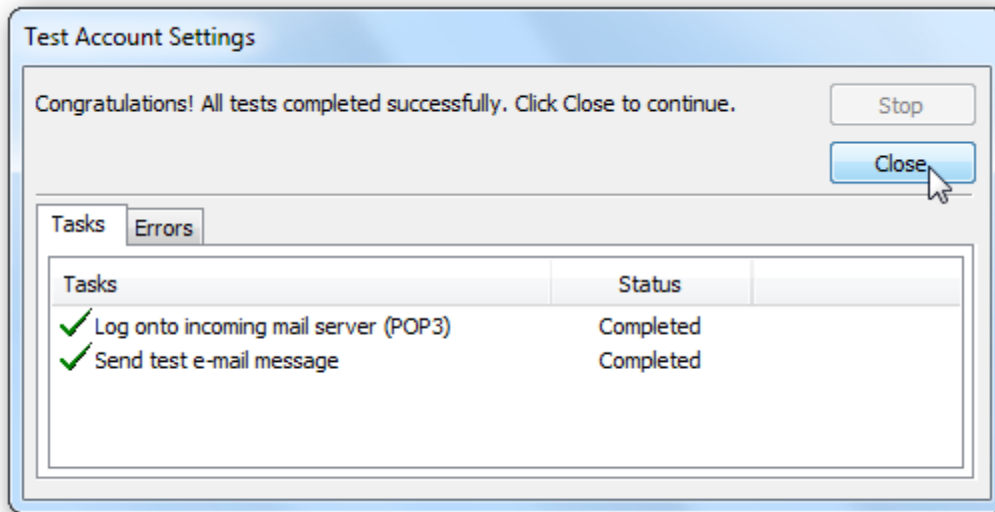 Test Account Settings
Congratulations! All tests completed successfully. Click Close to continue.
Stop
Close
Tasks Errors
Tasks Status
Log onto incoming mail server (POP3) Completed
Send test e-mail message Completed